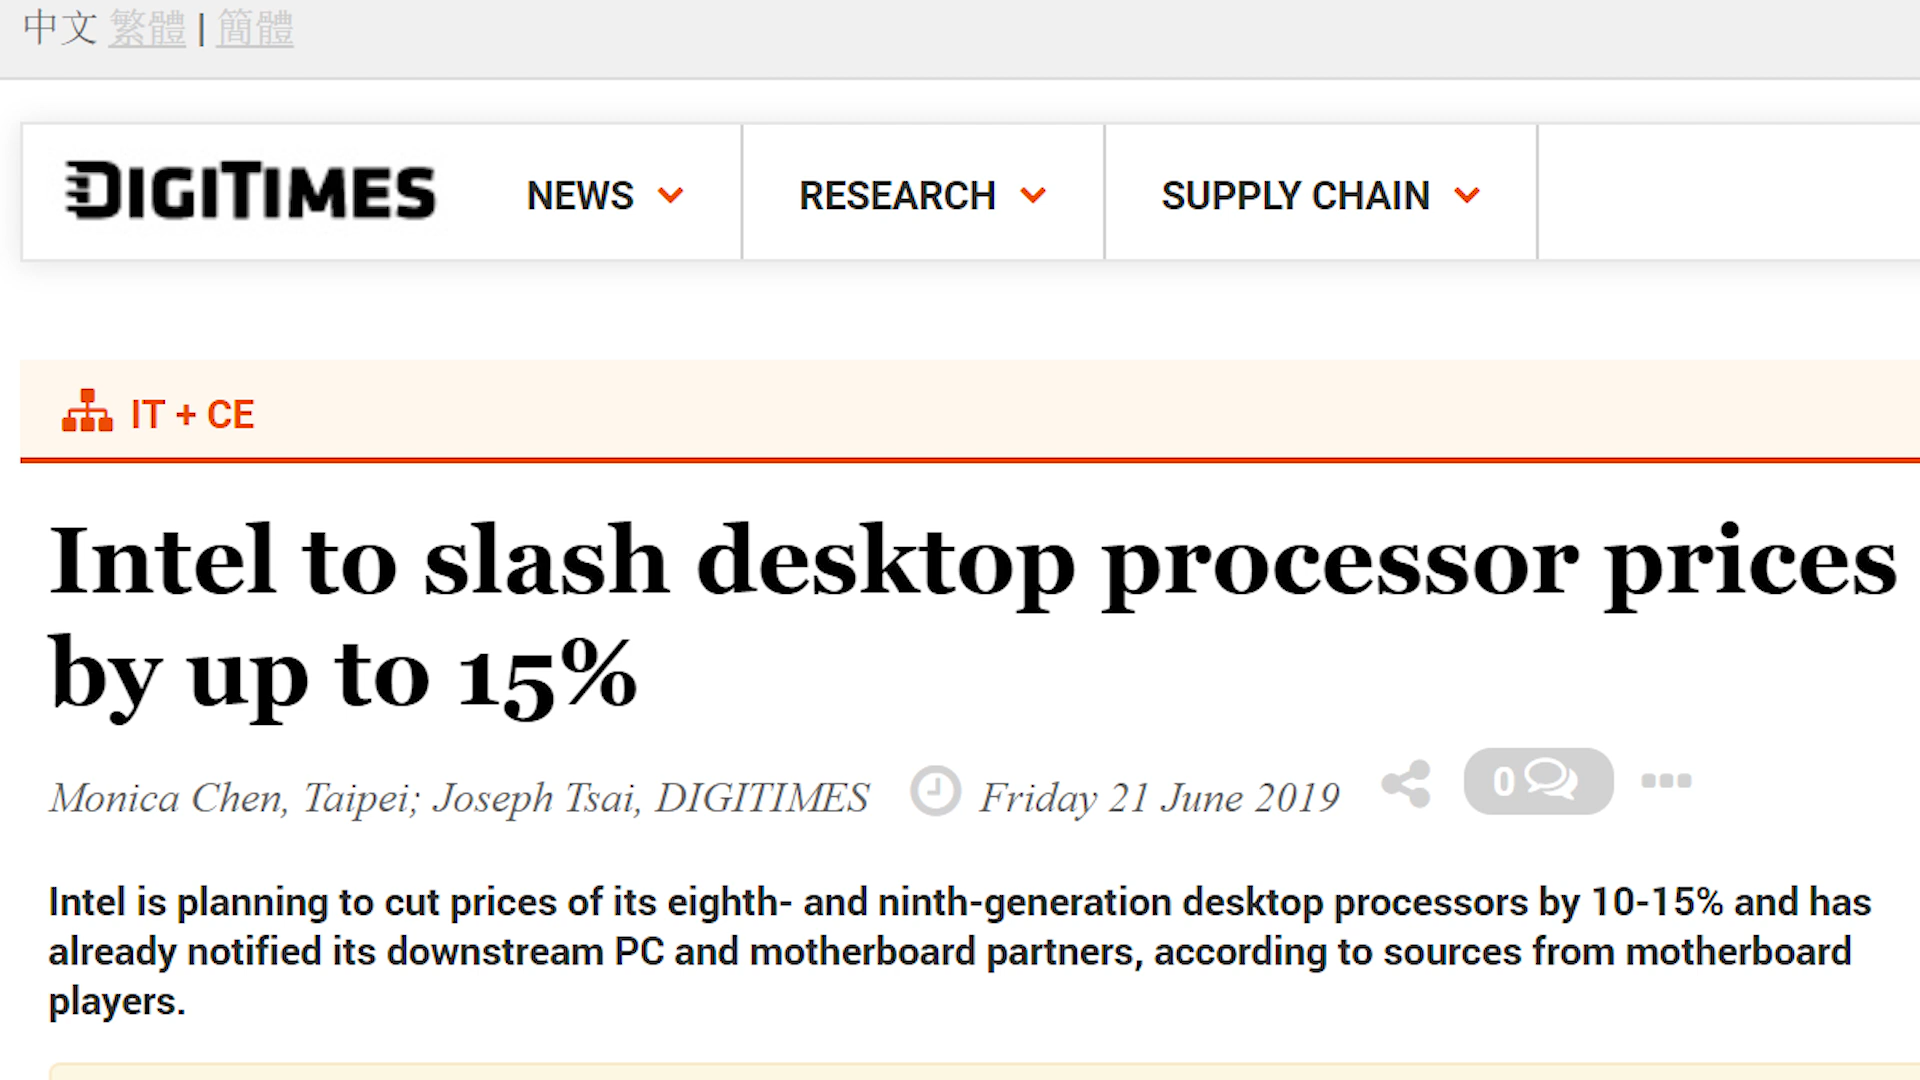 中文 繁體 | 簡體
DIGITIMES NEWS RESEARCH SUPPLY CHAIN
IT + CE
Intel to slash desktop processor prices
by up to 15%
Monica Chen, Taipei; Joseph Tsai, DIGITIMES Friday 21 June 2019 0
Intel is planning to cut prices of its eighth- and ninth-generation desktop processors by 10-15% and has
already notified its downstream PC and motherboard partners, according to sources from motherboard
players.